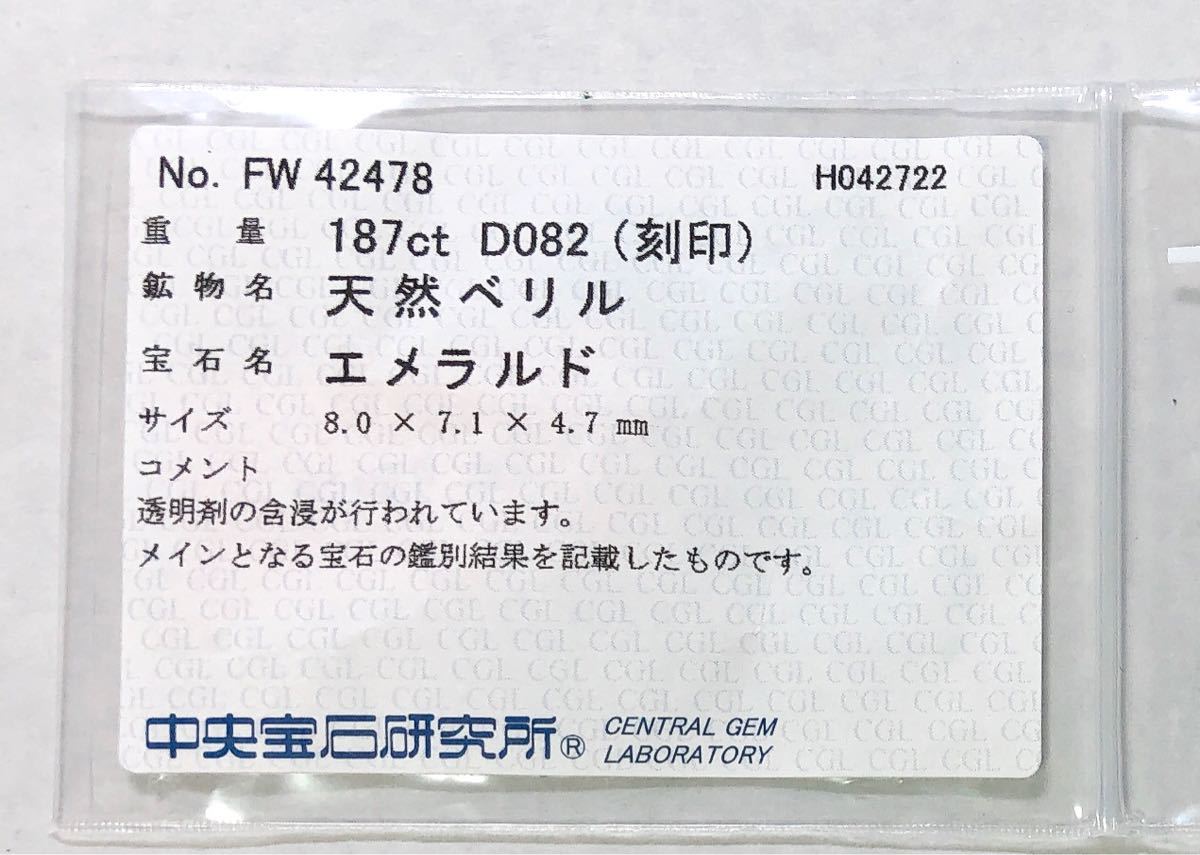 No. FW 42478 H042722
重量 187ct D082 (刻印)
鉱物名 天然ベリル
宝石名 エメラルド
サイズ 8.0 × 7.1 × 4.7 mm
コメント
透明剤の含浸が行われています。
メインとなる宝石の鑑別結果を記載したものです。
中央宝石研究所® CENTRAL GEM
LABORATORY